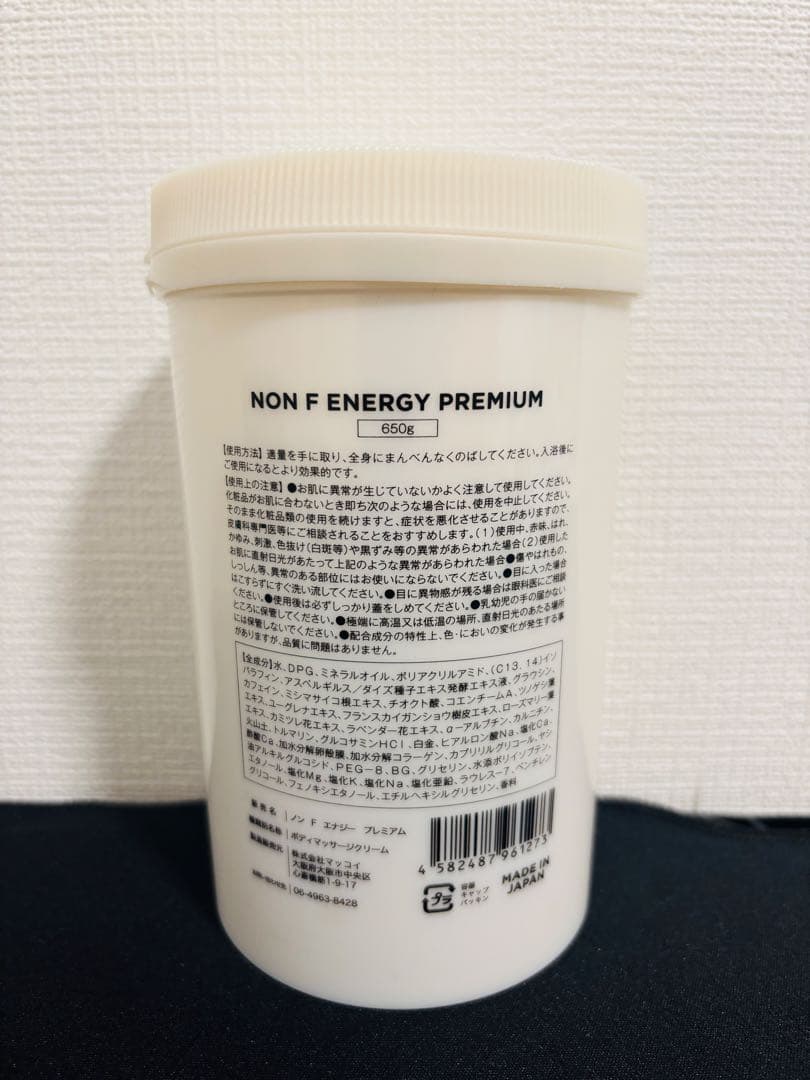 NON F ENERGY PREMIUM
650g
【使用方法】適量を手に取り、全身にまんべんなくのばしてください。入浴後に
ご使用になるとより効果的です。
【使用上の注意】●お肌に異常が生じていないかよく注意して使用してください。
化粧品がお肌に合わないとき即ち次のような場合には、使用を中止してください。
そのまま化粧品類の使用を続けますと、症状を悪化させることがありますので、
皮膚科専門医等にご相談されることをおすすめします。(1)使用中、赤味、はれ、
かゆみ、刺激、色抜け(白斑等)や黒ずみ等の異常があらわれた場合(2)使用した
お肌に直射日光があたって上記のような異常があらわれた場合●傷やはれもの、
しっしん等、異常のある部位にはお使いにならないでください。●目に入った場合
はこすらずにすぐ洗い流してください。●目に異物感が残る場合は眼科医にご相談
ください。●使用後は必ずしっかり蓋をしめてください。●乳幼児の手の届かない
ところに保管してください。●極端に高温又は低温の場所、直射日光のあたる場所
には保管しないでください。●配合成分の特性上、色・においの変化が発生する事
がありますが、品質に問題はありません。
【全成分】水、DPG、ミネラルオイル、ポリアクリルアミド、(C13,14)イソ
パラフィン、アスペルギルス/ダイズ種子エキス発酵エキス液、グラウシン、
カフェイン、ミシマサイコ根エキス、チオクト酸、コエンチームA、ツノゲシ葉
エキス、ユーグレナエキス、フランスカイガンショウ樹皮エキス、ローズマリー葉
エキス、カミツレ花エキス、ラベンダー花エキス、α-アルブチン、カルニチン、
火山土、トルマリン、グルコサミンHCl、白金、ヒアルロン酸Na、塩化Ca、
酢酸Ca、加水分解卵殻膜、加水分解コラーゲン、カプリリルグリコール、ヤシ
油アルキルグルコシド、PEG-8、BG、グリセリン、水添ポリイソブテン、
エタノール、塩化Mg、塩化K、塩化Na、塩化亜鉛、ラウレス-7、ペンチレン
グリコール、フェノキシエタノール、エチルヘキシルグリセリン、香料
販売名 ノン F エナジー プレミアム
種類別名称 ボディマッサージクリーム
製造販売元 株式会社マッコイ
大阪府大阪市中央区
心斎橋筋1-9-17
お問い合わせ先 06-4963-8428
4 582487 961273
プラ
容器
キャップ
パッキン
MADE IN
JAPAN